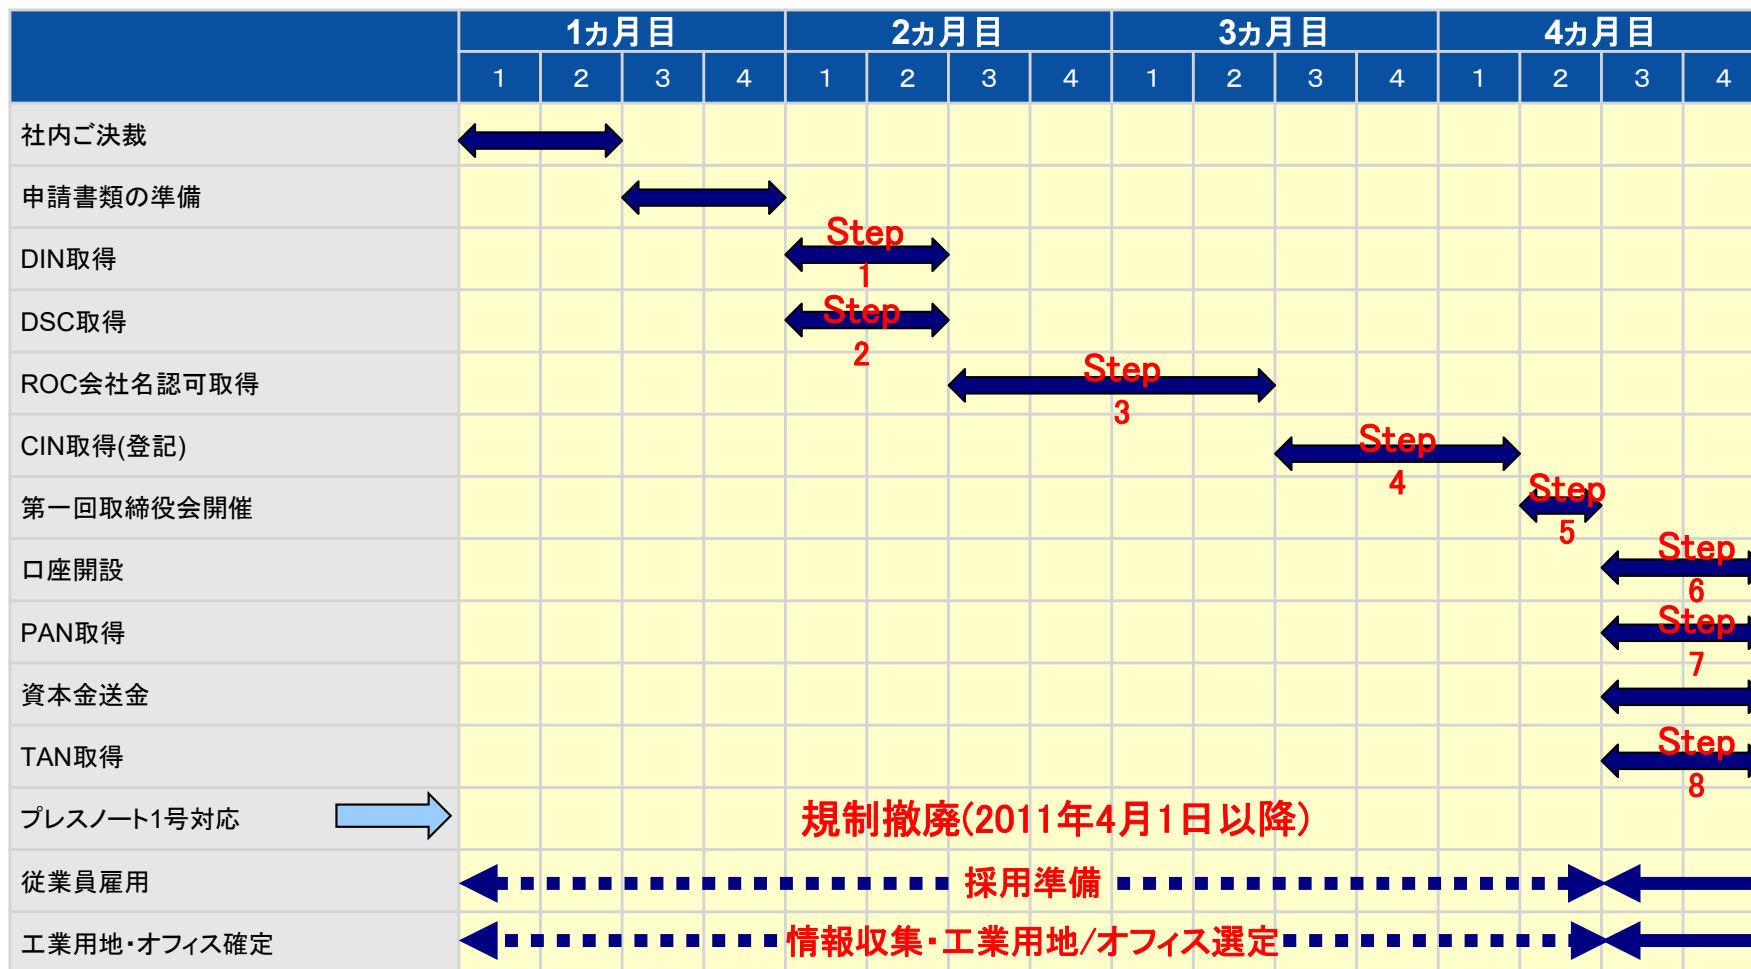 1ヵ月目 2ヵ月目 3ヵ月目 4ヵ月目
1 2 3 4 1 2 3 4 1 2 3 4 1 2 3 4
社内ご決裁
申請書類の準備
DIN取得 Step 1
DSC取得 Step 2
ROC会社名認可取得 Step 3
CIN取得(登記) Step 4
第一回取締役会開催 Step 5
口座開設 Step 6
PAN取得 Step 7
資本金送金
TAN取得 Step 8
プレスノート1号対応 規制撤廃(2011年4月1日以降)
従業員雇用 採用準備
工業用地・オフィス確定 情報収集・工業用地/オフィス選定